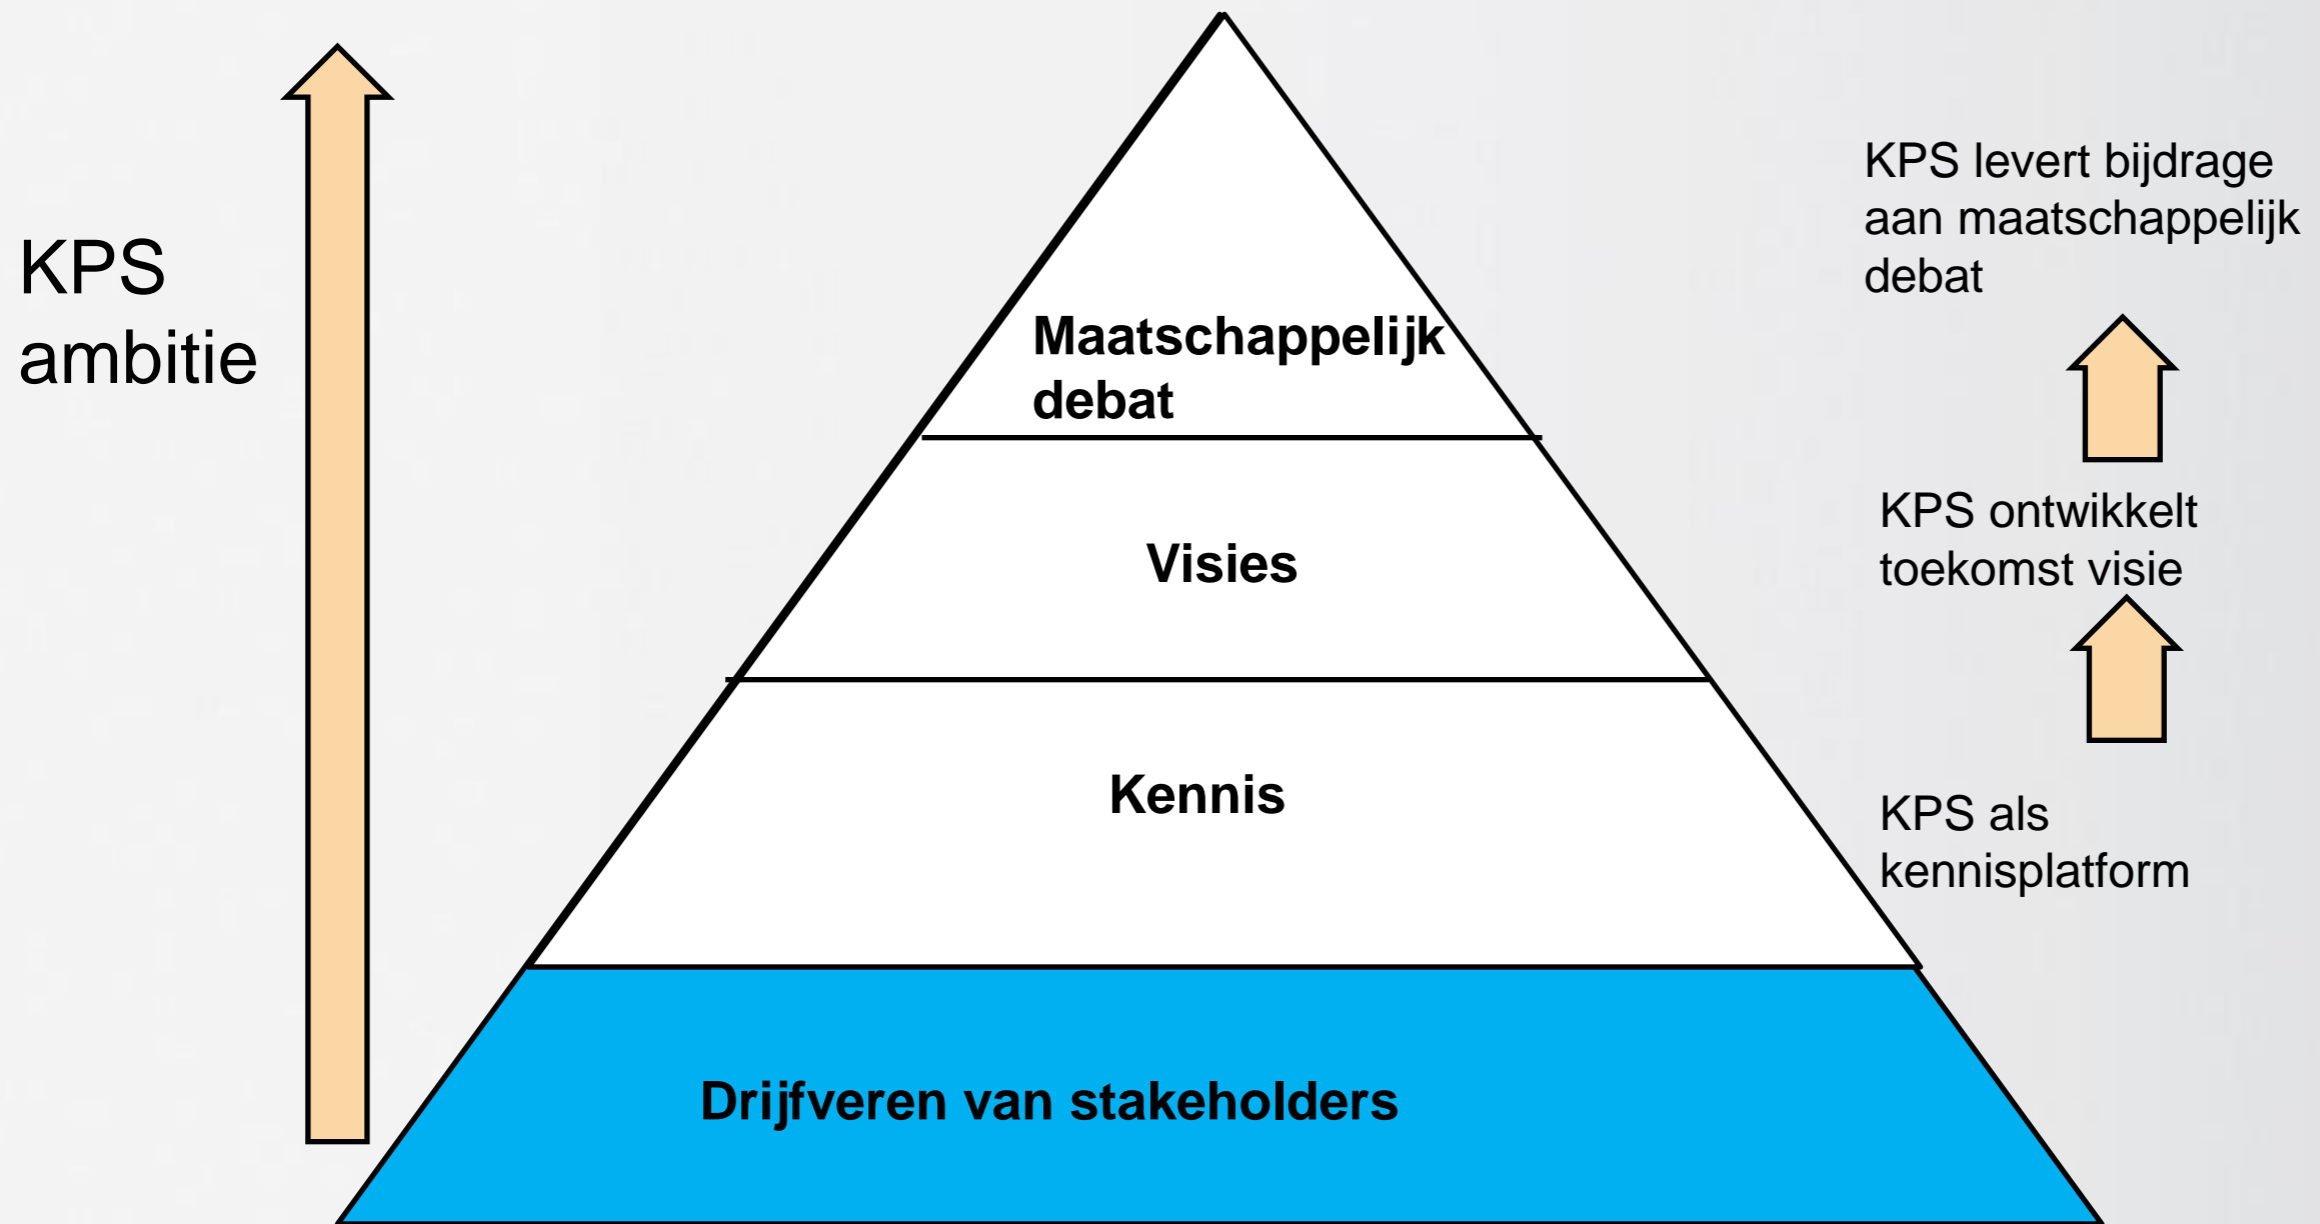 KPS
ambitie
Maatschappelijk
debat
Visies
Kennis
Drijfveren van stakeholders
KPS levert bijdrage
aan maatschappelijk
debat
KPS ontwikkelt
toekomst visie
KPS als
kennisplatform